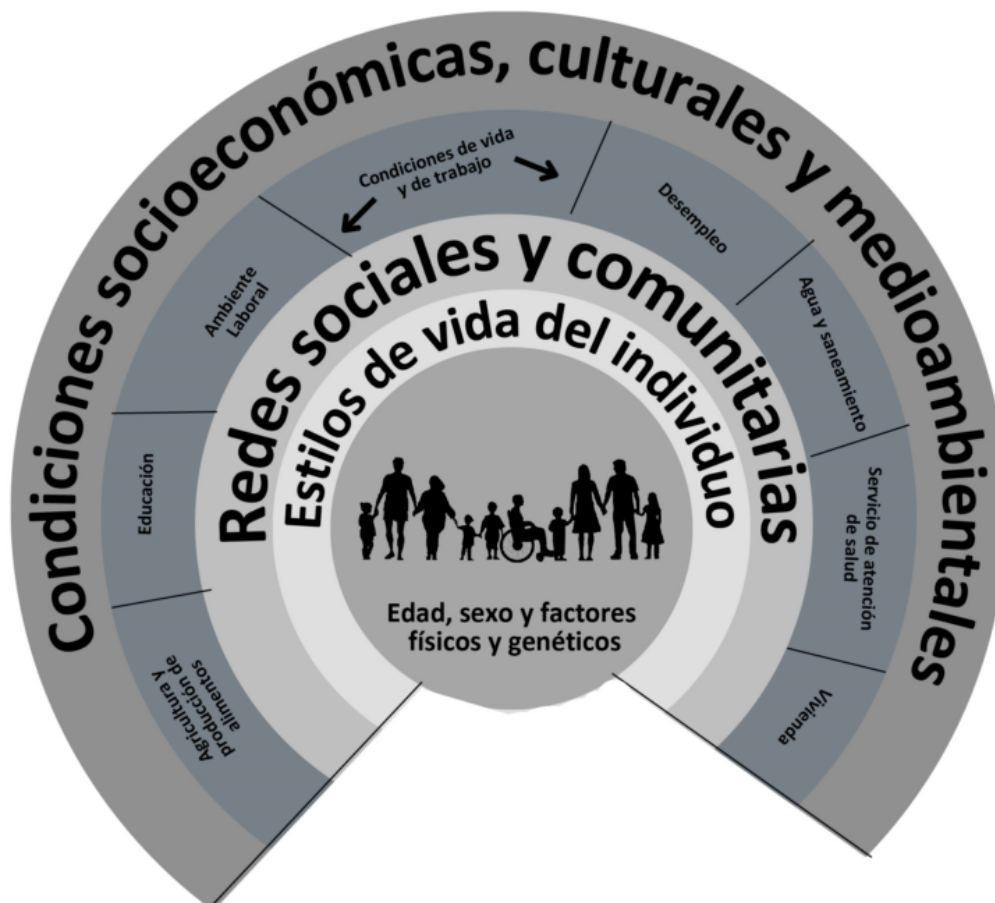 Condiciones socioeconómicas, culturales y medioambientales
Condiciones de vida
y de trabajo
Agricultura y
producción de
alimentos
Educación
Ambiente
Laboral
Desempleo
Agua y saneamiento
Servicio de atención
de salud
Vivienda
Redes sociales y comunitarias
Estilos de vida del individuo
Edad, sexo y factores
físicos y genéticos